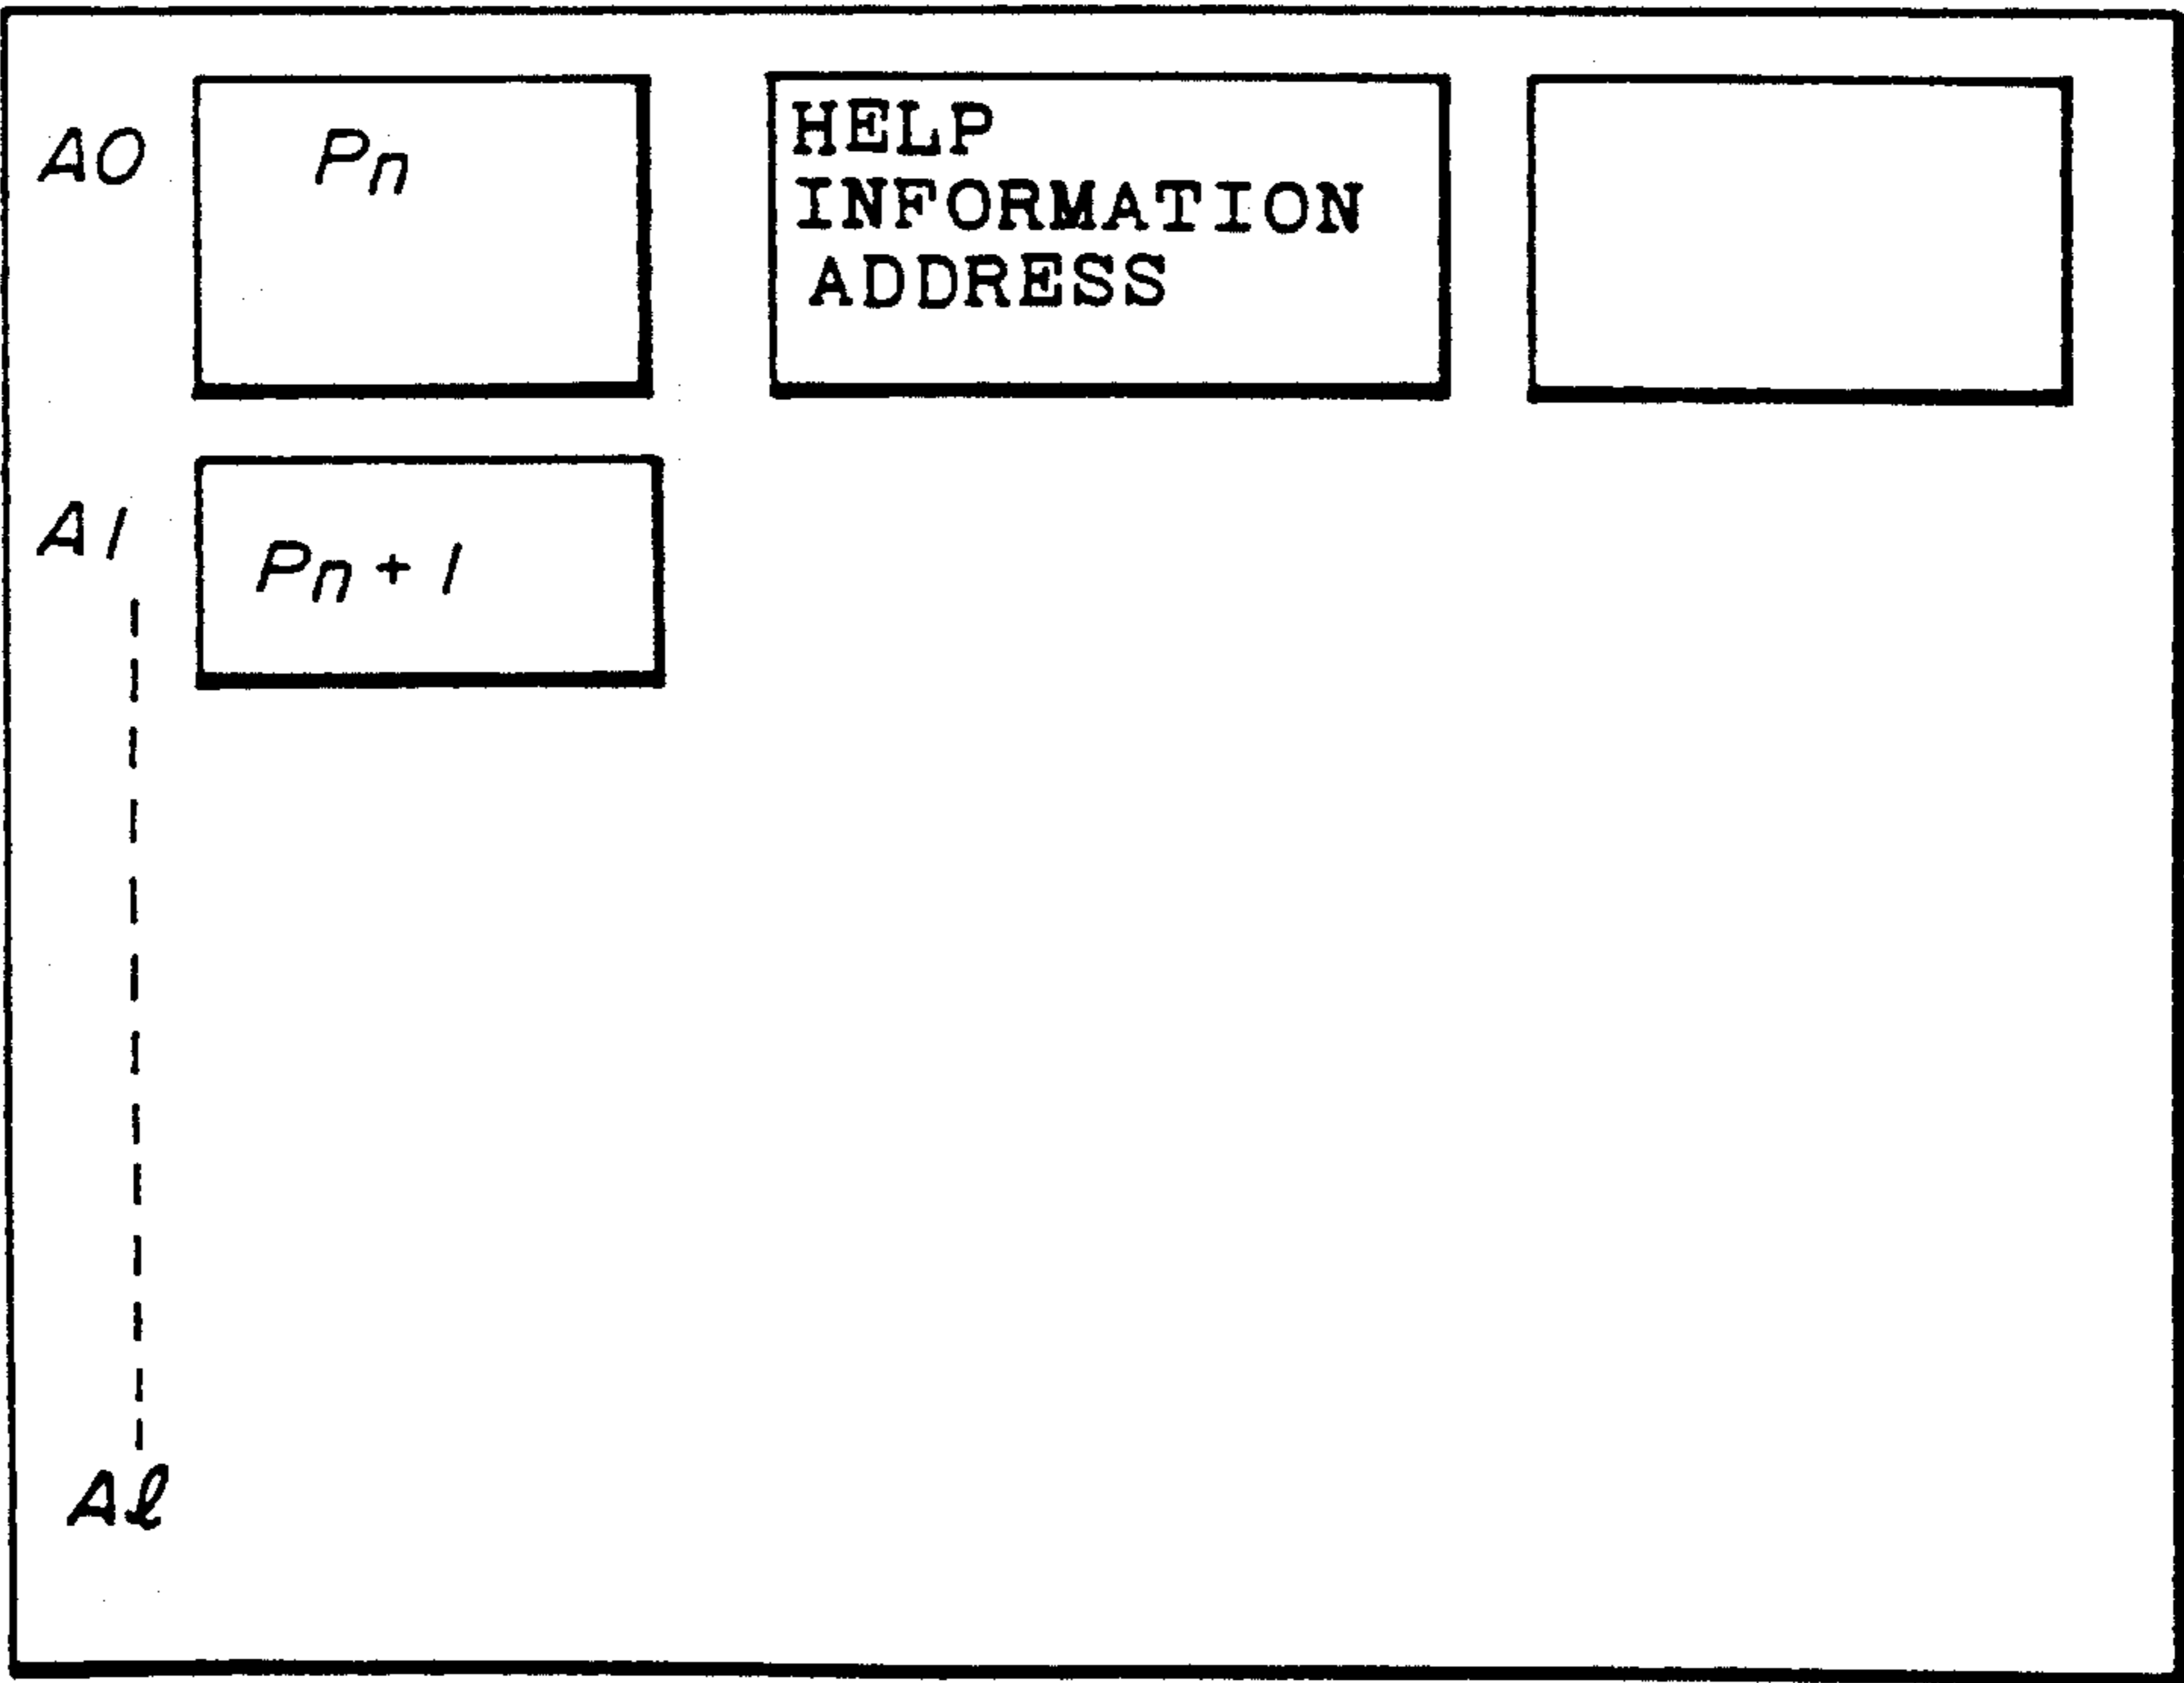 A0 Pn HELP
INFORMATION
ADDRESS
A1 Pn+1
Aℓ